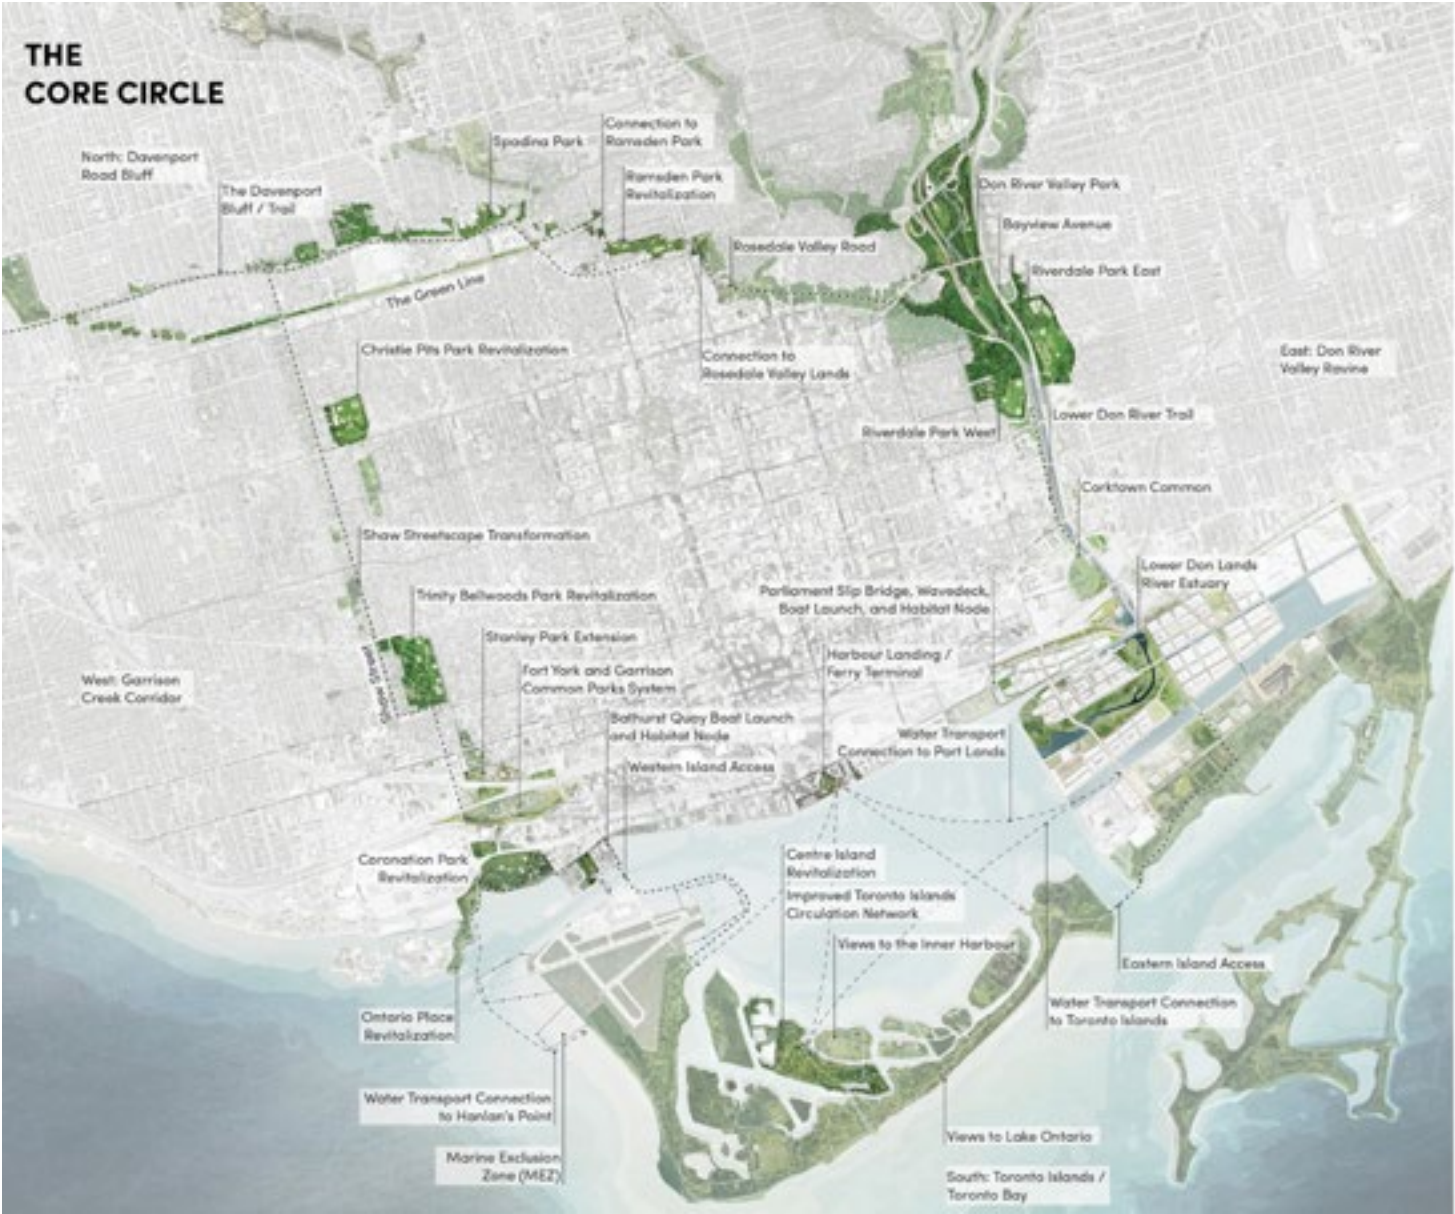 THE
CORE CIRCLE
North: Davenport
Road Bluff
The Davenport
Bluff / Trail
Spadina Park
Connection to
Ramsden Park
Ramsden Park
Revitalization
Don River Valley Park
Bayview Avenue
Rosedale Valley Road
Riverdale Park East
The Green Line
Christie Pits Park Revitalization
Connection to
Rosedale Valley Lands
East: Don River
Valley Ravine
Riverdale Park West
Lower Don River Trail
Corktown Common
Shaw Streetscape Transformation
Lower Don Lands
River Estuary
Trinity Bellwoods Park Revitalization
Parliament Slip Bridge, Wavedeck,
Boat Launch, and Habitat Node
Stanley Park Extension
Harbour Landing /
Ferry Terminal
Fort York and Garrison
Common Parks System
West: Garrison
Creek Corridor
Street
Bathurst Quay Boat Launch
and Habitat Node
Water Transport
Connection to Port Lands
Western Island Access
Coronation Park
Revitalization
Centre Island
Revitalization
Improved Toronto Islands
Circulation Network
Views to the Inner Harbour
Eastern Island Access
Ontario Place
Revitalization
Water Transport Connection
to Toronto Islands
Water Transport Connection
to Hanlan's Point
Views to Lake Ontario
Marine Exclusion
Zone (MEZ)
South: Toronto Islands /
Toronto Bay